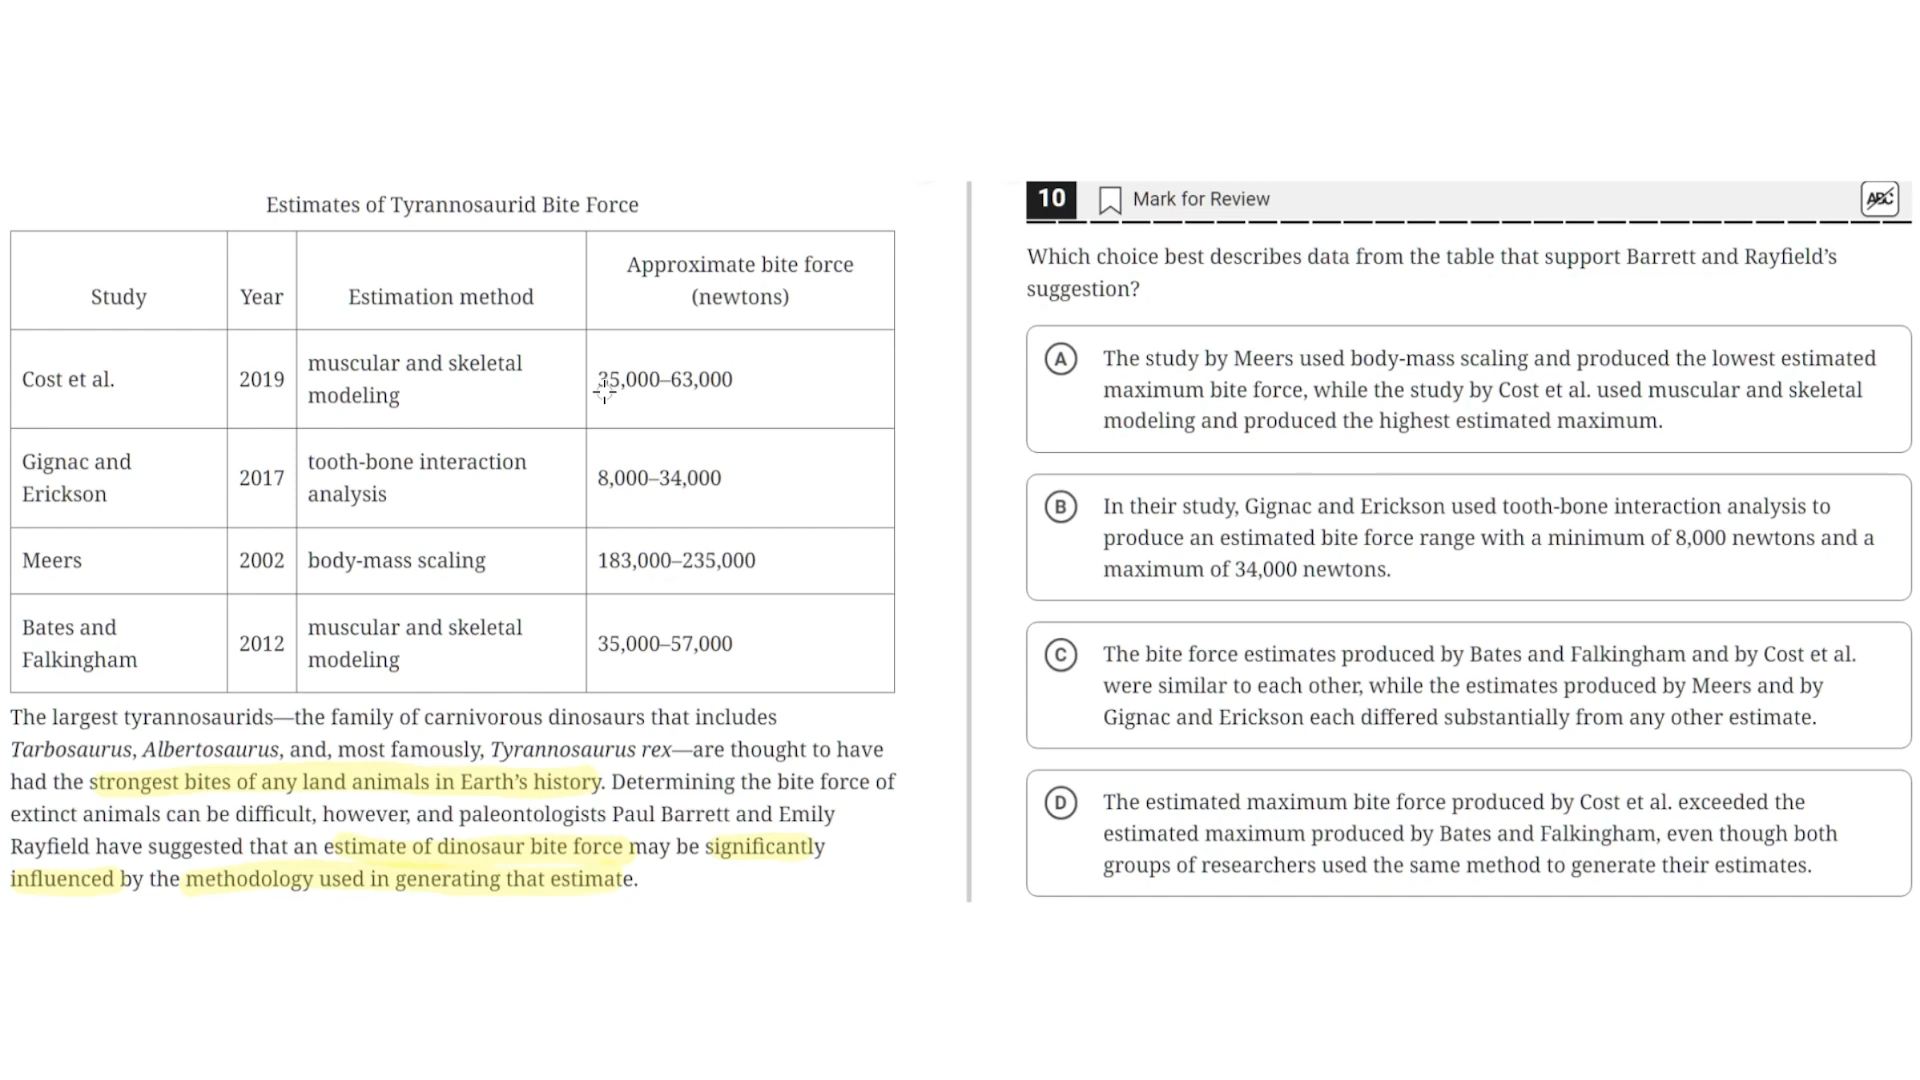 Estimates of Tyrannosaurid Bite Force
Study
Year
Estimation method
Approximate bite force
(newtons)
Cost et al.
2019
muscular and skeletal
modeling
35,000–63,000
Gignac and
Erickson
2017
tooth-bone interaction
analysis
8,000–34,000
Meers
2002
body-mass scaling
183,000–235,000
Bates and
Falkingham
2012
muscular and skeletal
modeling
35,000–57,000
The largest tyrannosaurids—the family of carnivorous dinosaurs that includes
Tarbosaurus, Albertosaurus, and, most famously, Tyrannosaurus rex—are thought to have
had the strongest bites of any land animals in Earth’s history. Determining the bite force of
extinct animals can be difficult, however, and paleontologists Paul Barrett and Emily
Rayfield have suggested that an estimate of dinosaur bite force may be significantly
influenced by the methodology used in generating that estimate.
10
Mark for Review
ABC
Which choice best describes data from the table that support Barrett and Rayfield’s
suggestion?
A
The study by Meers used body-mass scaling and produced the lowest estimated
maximum bite force, while the study by Cost et al. used muscular and skeletal
modeling and produced the highest estimated maximum.
B
In their study, Gignac and Erickson used tooth-bone interaction analysis to
produce an estimated bite force range with a minimum of 8,000 newtons and a
maximum of 34,000 newtons.
C
The bite force estimates produced by Bates and Falkingham and by Cost et al.
were similar to each other, while the estimates produced by Meers and by
Gignac and Erickson each differed substantially from any other estimate.
D
The estimated maximum bite force produced by Cost et al. exceeded the
estimated maximum produced by Bates and Falkingham, even though both
groups of researchers used the same method to generate their estimates.